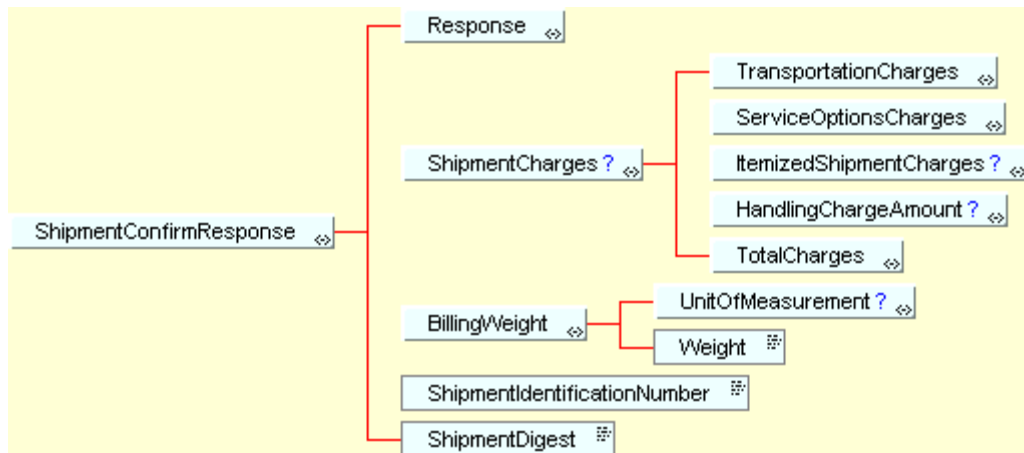 Response
TransportationCharges
ServiceOptionsCharges
ShipmentCharges ?
ItemizedShipmentCharges ?
HandlingChargeAmount ?
ShipmentConfirmResponse
TotalCharges
UnitOfMeasurement ?
BillingWeight
Weight
ShipmentIdentificationNumber
ShipmentDigest